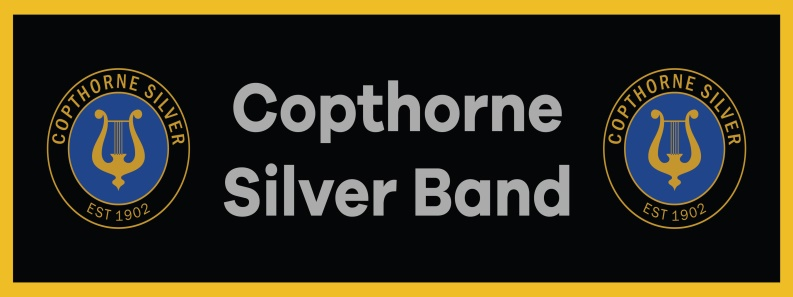 COPTHORNE SILVER
EST 1902
Copthorne
Silver Band
COPTHORNE SILVER
EST 1902